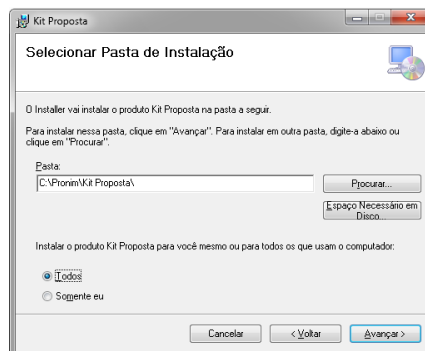 Kit Proposta
Selecionar Pasta de Instalação
O Installer vai instalar o produto Kit Proposta na pasta a seguir.
Para instalar nessa pasta, clique em "Avançar". Para instalar em outra pasta, digite-a abaixo ou
clique em "Procurar".
Pasta:
C:\Pronim\Kit Proposta\
Procurar...
Espaço Necessário em
Disco...
Instalar o produto Kit Proposta para você mesmo ou para todos os que usam o computador:
Todos
Somente eu
Cancelar
< Voltar
Avançar >